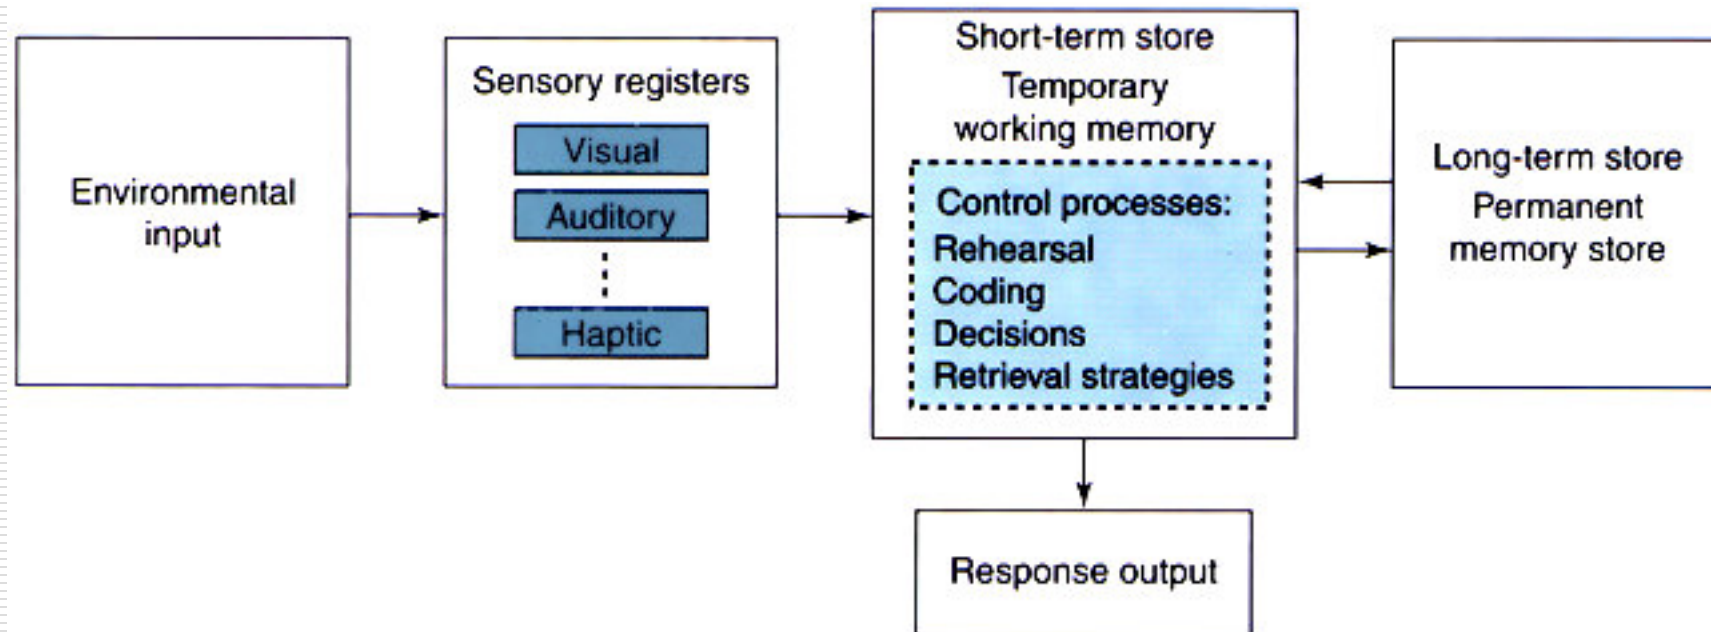 Environmental
input
Sensory registers
Visual
Auditory
Haptic
Short-term store
Temporary
working memory
Control processes:
Rehearsal
Coding
Decisions
Retrieval strategies
Long-term store
Permanent
memory store
Response output